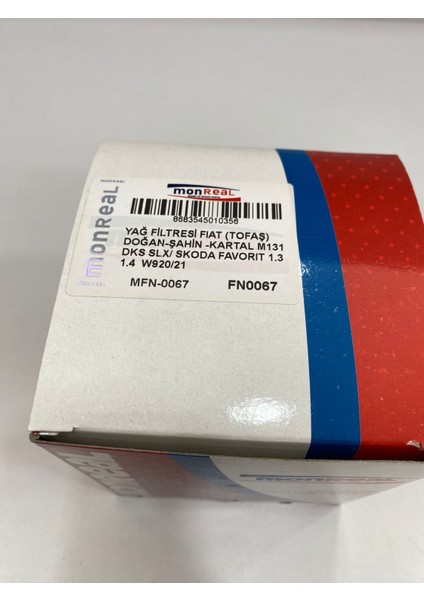 monReaL
8683545010356
YAĞ FİLTRESİ FIAT (TOFAŞ)
DOĞAN-ŞAHİN -KARTAL M131
DKS SLX/ SKODA FAVORIT 1.3
1.4 W920/21
MFN-0067 FN0067
monReaL
monReaL